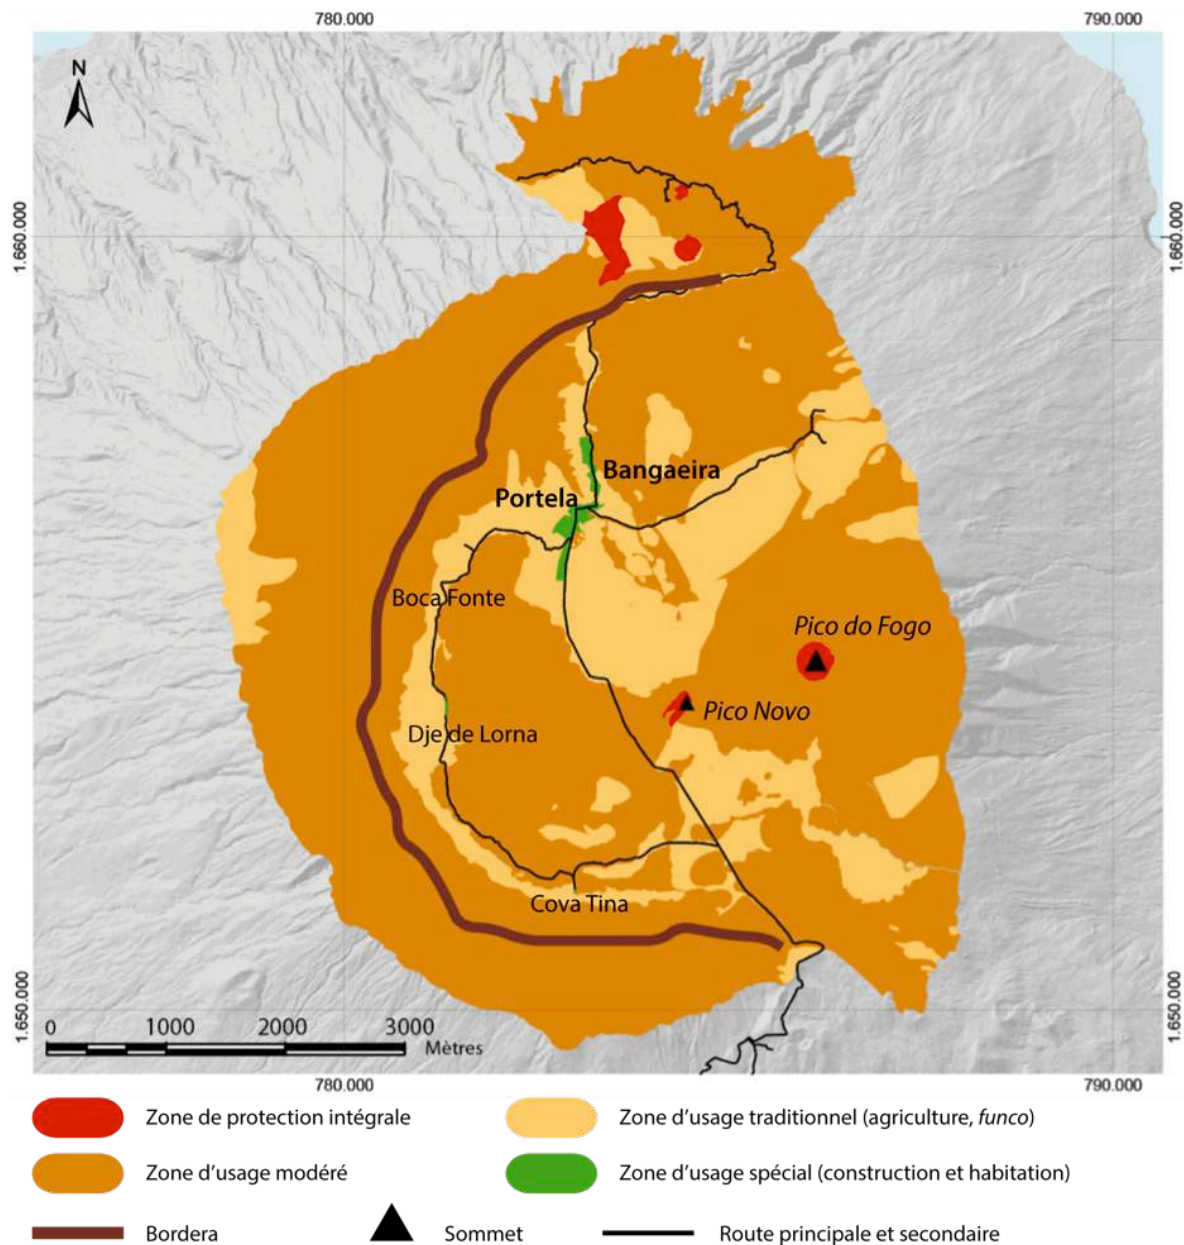 780.000
790.000
N
1.660.000
1.660.000
Bangaeira
Portela
Boca Fonte
Pico do Fogo
Pico Novo
Dje de Lorna
Cova Tina
1.650.000
1.650.000
0 1000 2000 3000
Mètres
780.000
790.000
Zone de protection intégrale
Zone d'usage traditionnel (agriculture, funco)
Zone d'usage modéré
Zone d'usage spécial (construction et habitation)
Bordera
Sommet
Route principale et secondaire